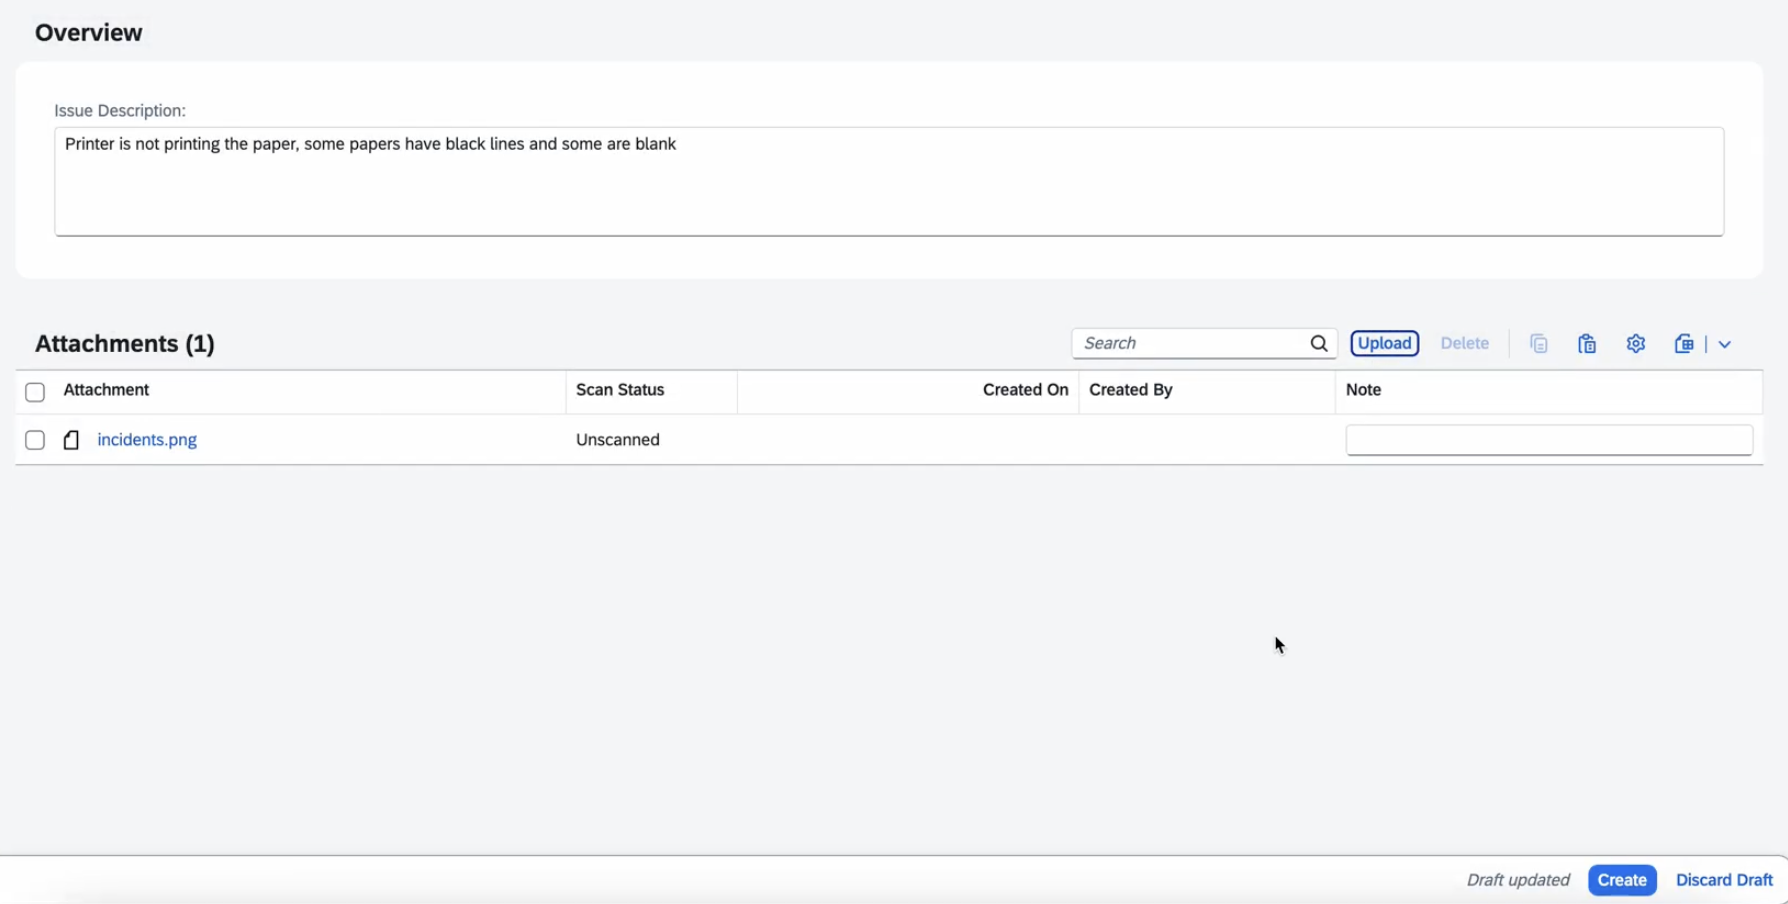 Overview
Issue Description:
Printer is not printing the paper, some papers have black lines and some are blank
Attachments (1)
Search
Upload
Delete
Attachment
Scan Status
Created On
Created By
Note
incidents.png
Unscanned
Draft updated
Create
Discard Draft